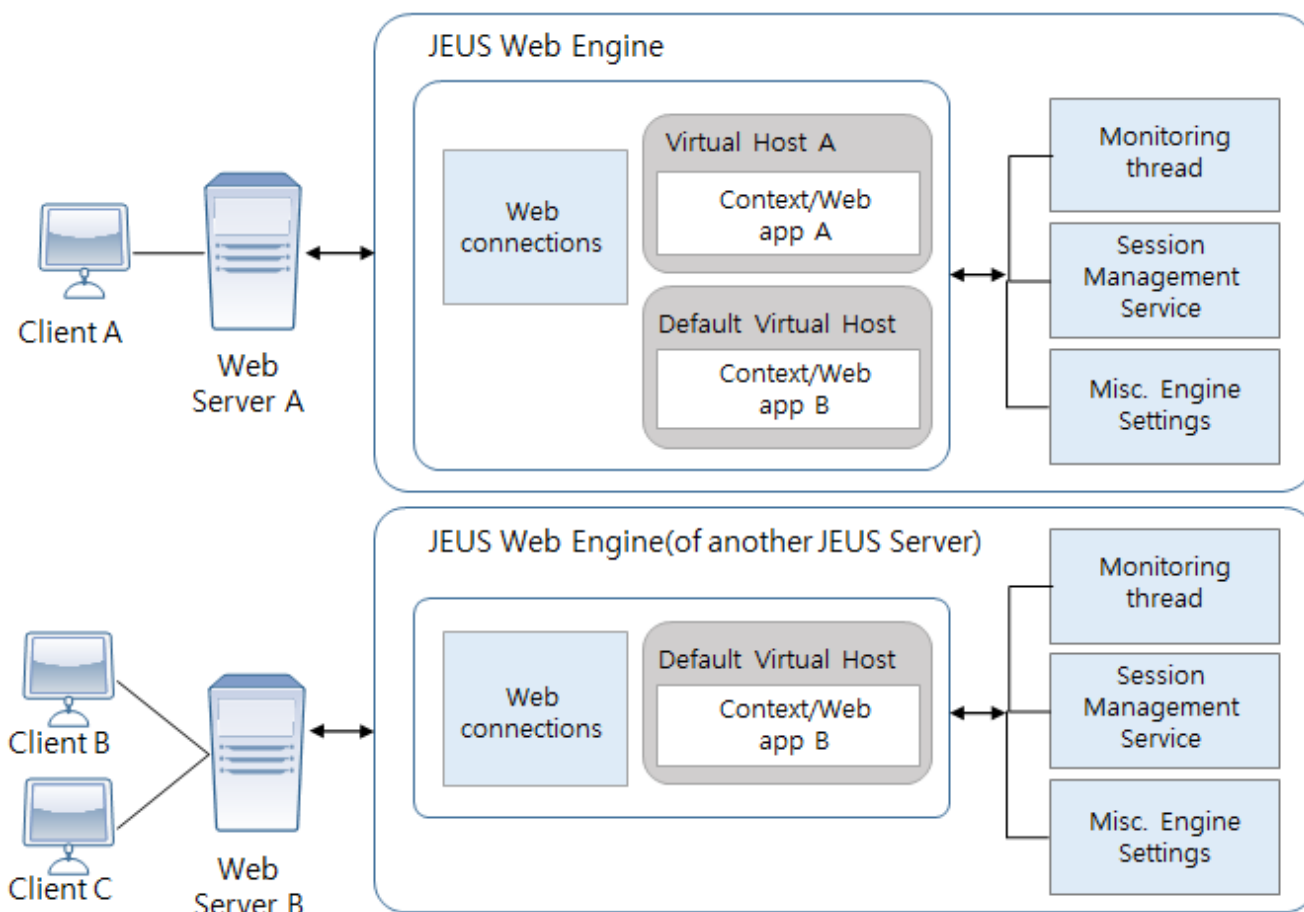 JEUS Web Engine
Virtual Host A
Context/Web
app A
Default Virtual Host
Context/Web
app B
Web
connections
Monitoring
thread
Session
Management
Service
Misc. Engine
Settings
Client A
Web
Server A
JEUS Web Engine(of another JEUS Server)
Web
connections
Default Virtual Host
Context/Web
app B
Monitoring
thread
Session
Management
Service
Misc. Engine
Settings
Client B
Client C
Web
Server B